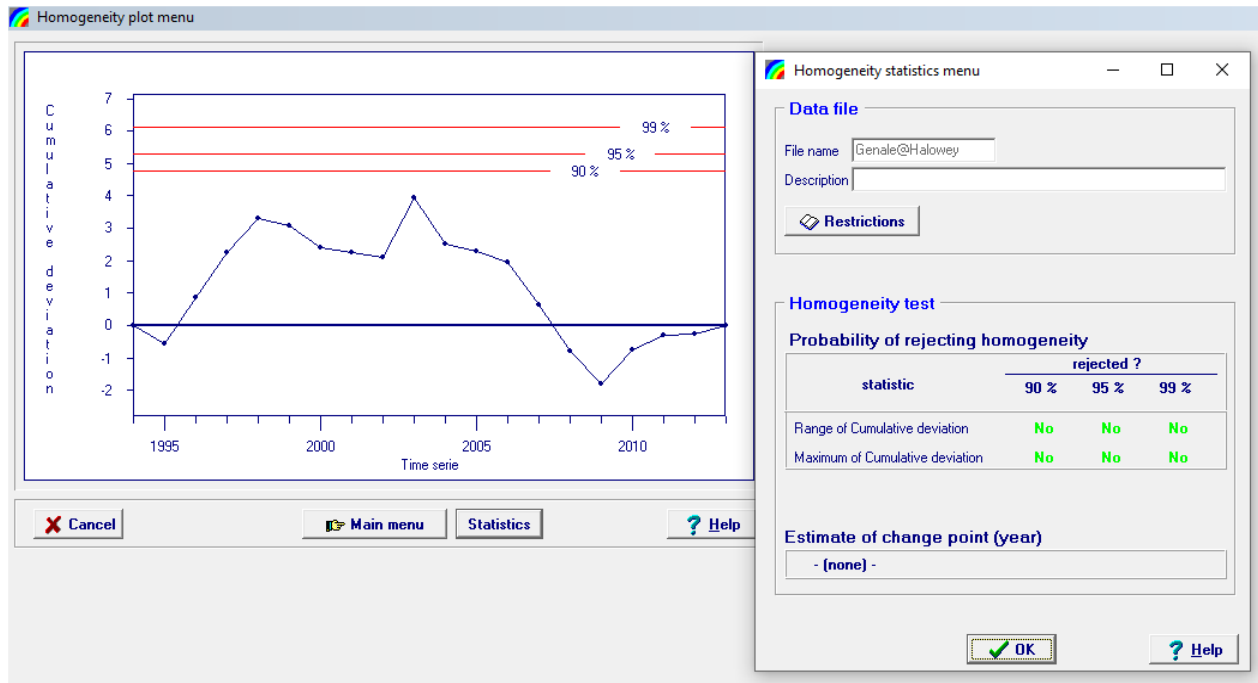 Homogeneity plot menu
Cumulative deviation
7
6
5
4
3
2
1
0
-1
-2
99 %
95 %
90 %
1995 2000 2005 2010
Time serie
Cancel Main menu Statistics ? Help
Homogeneity statistics menu
Data file
File name Genale@Halowey
Description
Restrictions
Homogeneity test
Probability of rejecting homogeneity
rejected ?
statistic 90 % 95 % 99 %
Range of Cumulative deviation No No No
Maximum of Cumulative deviation No No No
Estimate of change point (year)
- (none) -
OK ? Help